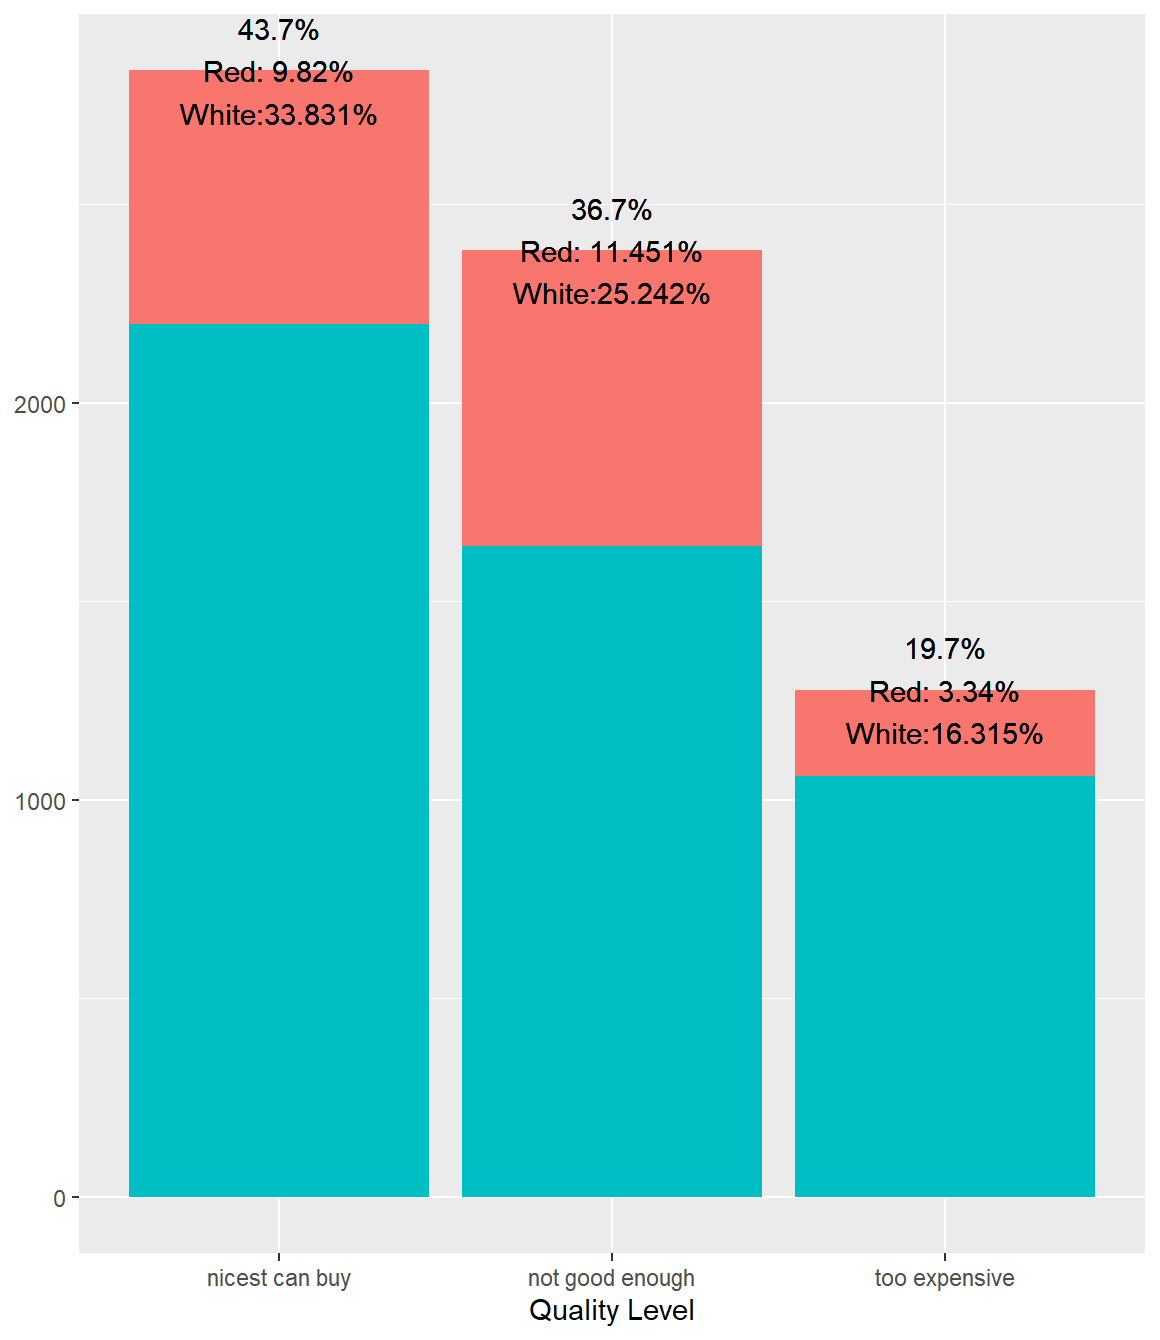 43.7%
Red: 9.82%
White:33.831%
36.7%
Red: 11.451%
White:25.242%
19.7%
Red: 3.34%
White:16.315%
2000
1000
0
nicest can buy
not good enough
too expensive
Quality Level